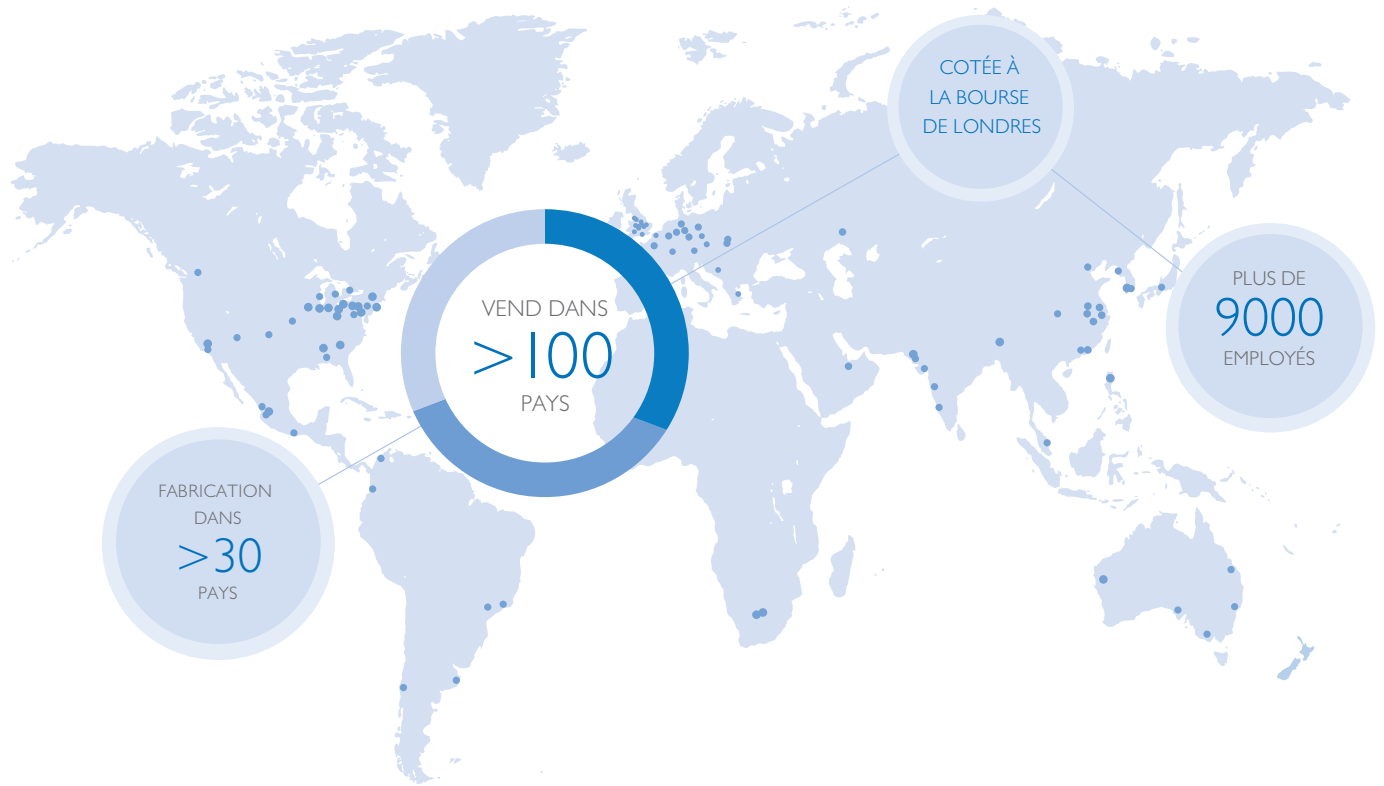 COTÉE À
LA BOURSE
DE LONDRES
PLUS DE
9000
EMPLOYÉS
VEND DANS
>100
PAYS
FABRICATION
DANS
>30
PAYS